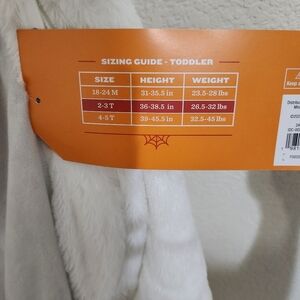 SIZING GUIDE - TODDLER
SIZE HEIGHT WEIGHT
18-24 M 31-35.5 in 23.5-28 lbs
2-3 T 36-38.5 in 26.5-32 lbs
4-5 T 39-45.5 in 32.5-45 lbs
Keep